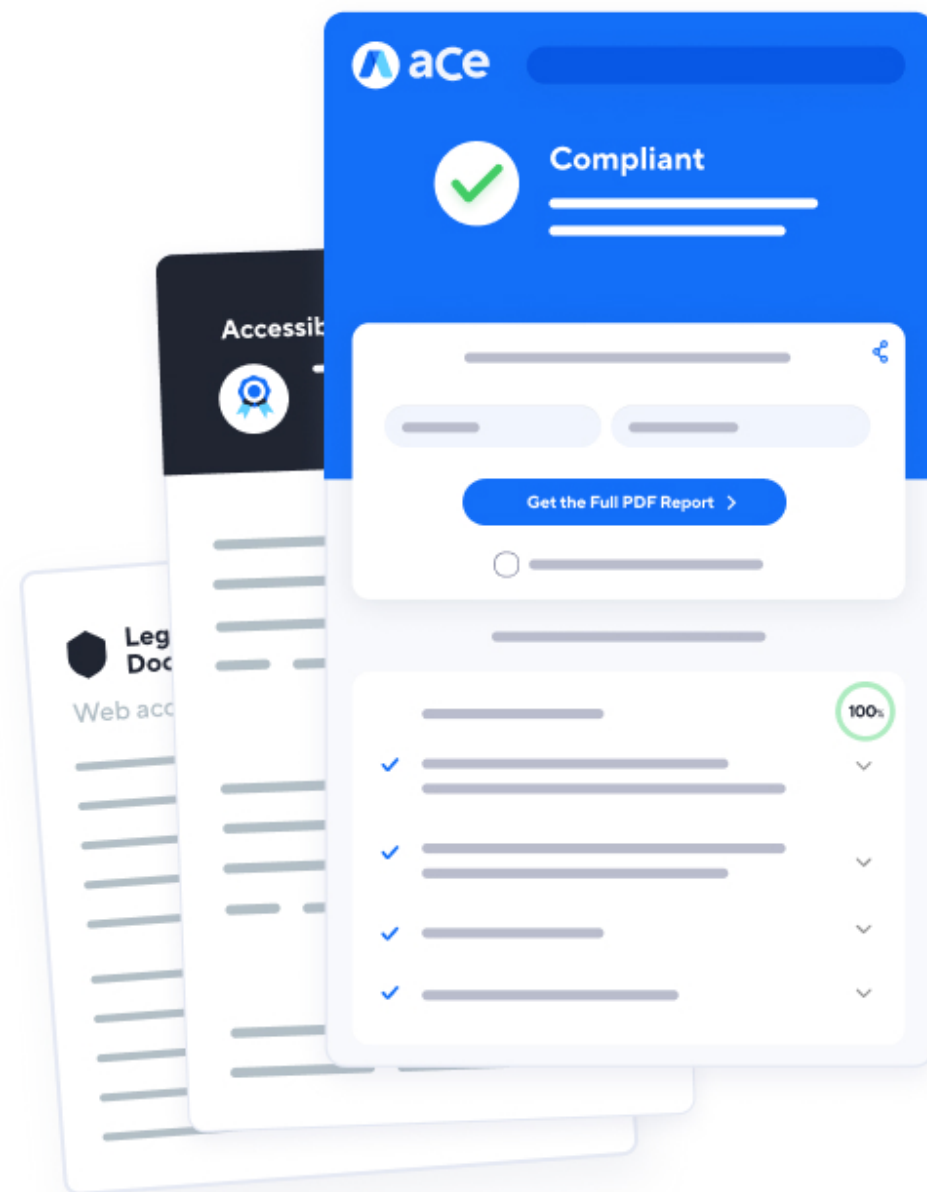 ace
Compliant
Accessib
Get the Full PDF Report
Leg
Doc
Web acc
100%